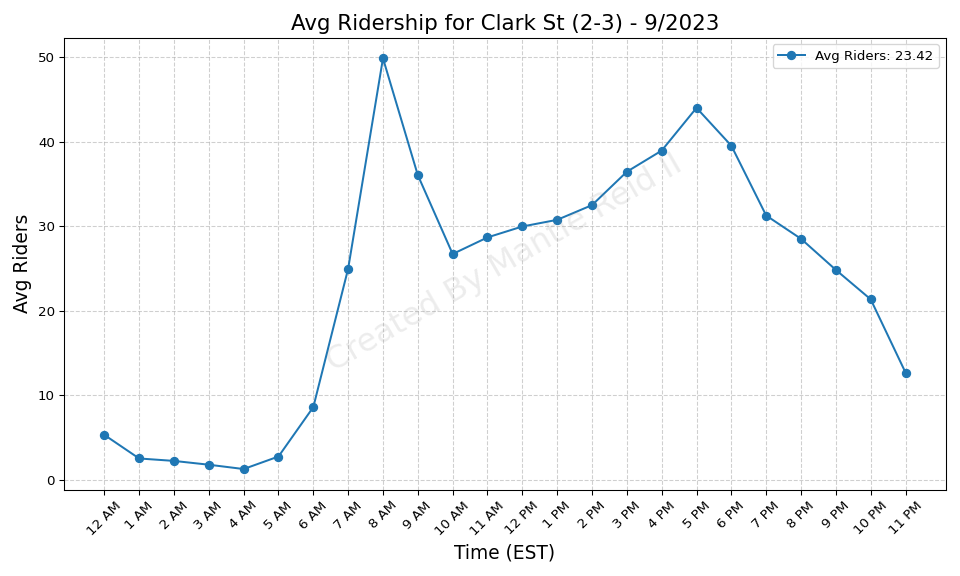 Avg Ridership for Clark St (2-3) - 9/2023
Avg Riders: 23.42
50
40
30
20
10
0
Avg Riders
Created By Mantie Reid II
12 AM
1 AM
2 AM
3 AM
4 AM
5 AM
6 AM
7 AM
8 AM
9 AM
10 AM
11 AM
12 PM
1 PM
2 PM
3 PM
4 PM
5 PM
6 PM
7 PM
8 PM
9 PM
10 PM
11 PM
Time (EST)